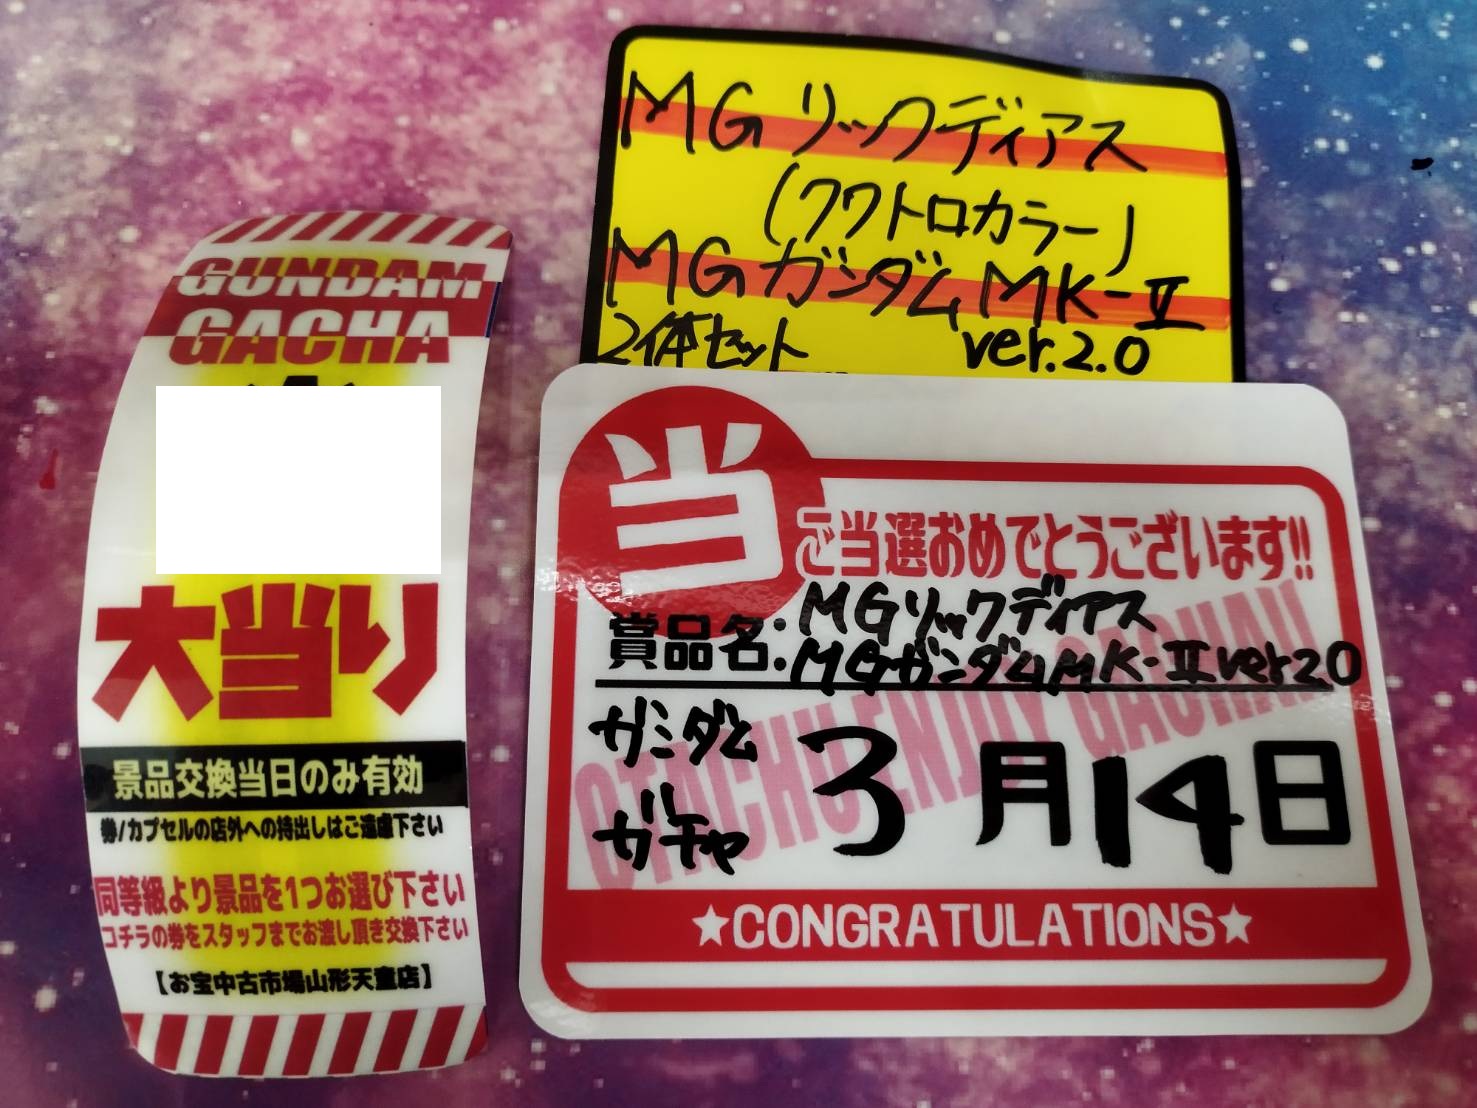 MG リックディアス
(クワトロカラー)
MG ガンダム MK-Ⅱ
2体セット ver.2.0
GUNDAM
GACHA
大当り
景品交換当日のみ有効
券/カプセルの店外への持出しはご遠慮下さい
同等級より景品を1つお選び下さい
コチラの券をスタッフまでお渡し頂き交換下さい
【お宝中古市場山形天童店】
当
ご当選おめでとうございます!!
賞品名:MGリックディアス
MGガンダムMK-Ⅱver2.0
OTACHU ENJOY GACHA!!
ガンダム
ガチャ
3月14日
★CONGRATULATIONS★